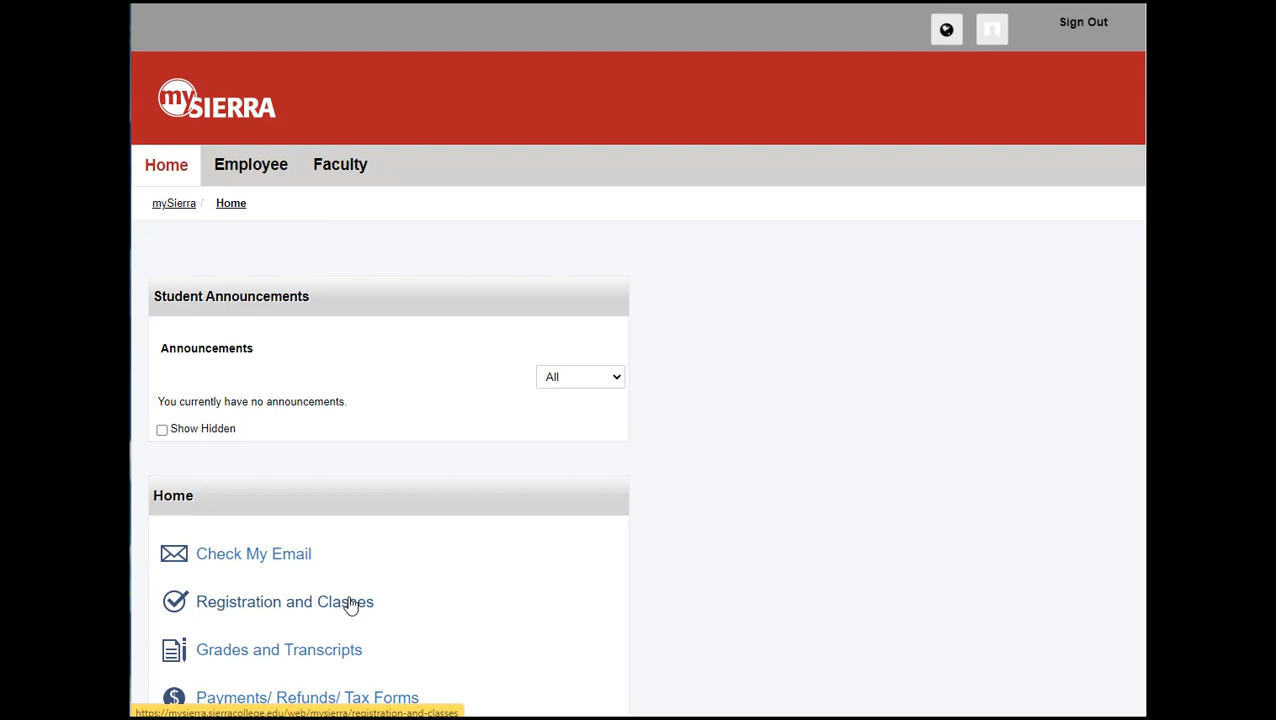 Sign Out
my SIERRA
Home Employee Faculty
mySierra / Home
Student Announcements
Announcements
All
You currently have no announcements.
Show Hidden
Home
Check My Email
Registration and Classes
Grades and Transcripts
$ Payments/ Refunds/ Tax Forms
https://mysierra.sierracollege.edu/web/mysierra/registration-and-classes